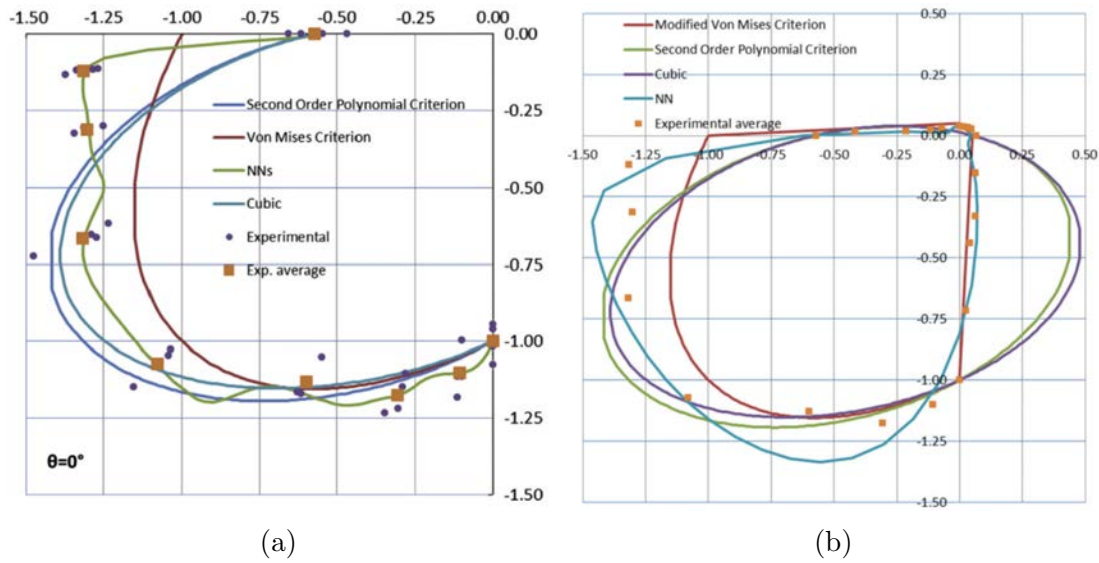 -1.50 -1.25 -1.00 -0.75 -0.50 -0.25 0.00
0.00
-0.25
-0.50
-0.75
-1.00
-1.25
-1.50
Second Order Polynomial Criterion
Von Mises Criterion
NNs
Cubic
Experimental
Exp. average
θ=0°
(a)
0.50
0.25
0.00
-0.25
-0.50
-0.75
-1.00
-1.25
-1.50
Modified Von Mises Criterion
Second Order Polynomial Criterion
Cubic
NN
Experimental average
-1.50 -1.25 -1.00 -0.75 -0.50 -0.25 0.00 0.25 0.50
(b)